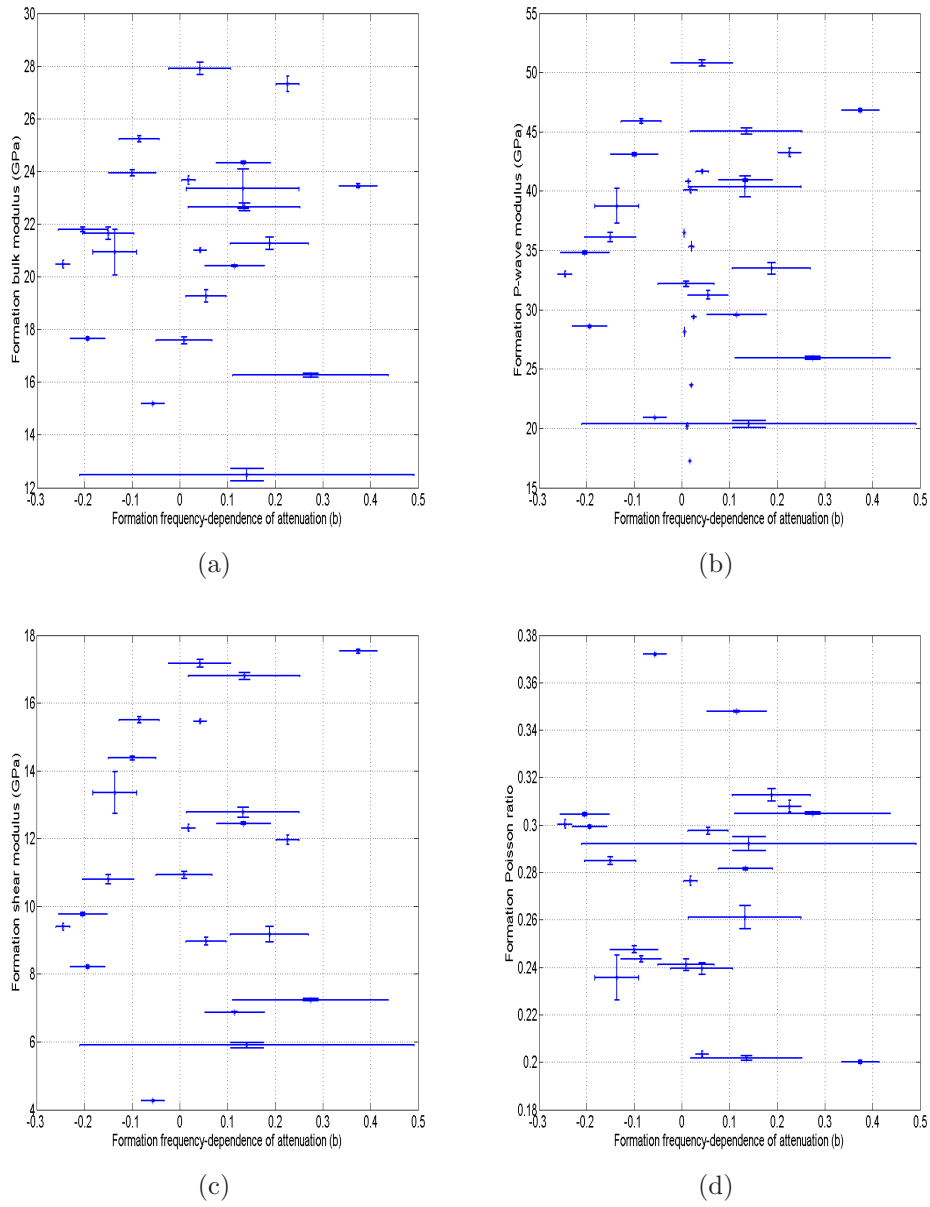 30
28
26
24
22
20
18
16
14
12
Formation bulk modulus (GPa)
-0.3 -0.2 -0.1 0 0.1 0.2 0.3 0.4 0.5
Formation frequency-dependence of attenuation (b)
(a)
55
50
45
40
35
30
25
20
15
Formation P-wave modulus (GPa)
-0.3 -0.2 -0.1 0 0.1 0.2 0.3 0.4 0.5
Formation frequency-dependence of attenuation (b)
(b)
18
16
14
12
10
8
6
4
Formation shear modulus (GPa)
-0.3 -0.2 -0.1 0 0.1 0.2 0.3 0.4 0.5
Formation frequency-dependence of attenuation (b)
(c)
0.38
0.36
0.34
0.32
0.3
0.28
0.26
0.24
0.22
0.2
0.18
Formation Poisson ratio
-0.3 -0.2 -0.1 0 0.1 0.2 0.3 0.4 0.5
Formation frequency-dependence of attenuation (b)
(d)